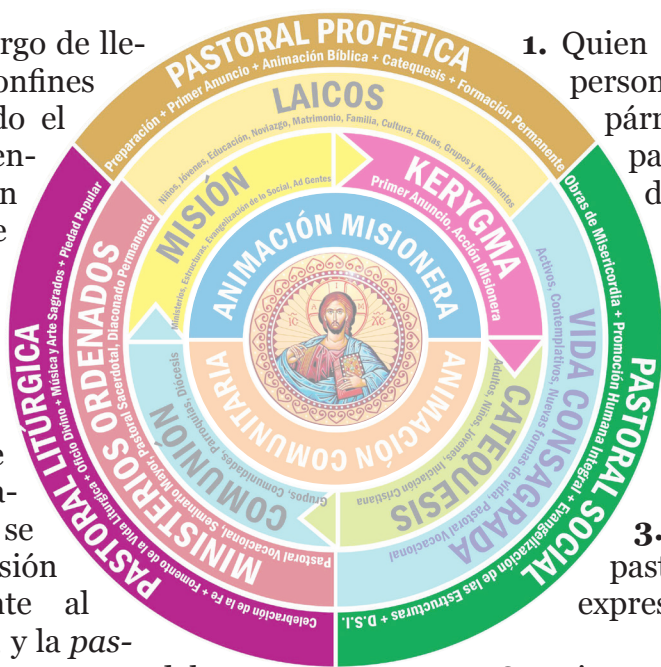 rgo de lle-
onfines
do el
en-
n
e
e
a-
se
sión
nte al
y la pas-
1. Quien
person
párr
pa
d
3.
past
expres
PASTORAL PROFÉTICA
Preparación + Primer Anuncio + Animación Bíblica + Catequesis + Formación Permanente
PASTORAL SOCIAL
Obras de Misericordia + Promoción Humana Integral + Evangelización de las Estructuras + D.S.I.
PASTORAL LITÚRGICA
Celebración de la Fe + Fomento de la Vida Liturgica + Oficio Divino + Música y Arte Sagrados + Piedad Popular
LAICOS
Niños, Jóvenes, Educación, Noviazgo, Matrimonio, Familia, Cultura, Etnias, Grupos y Movimientos
VIDA CONSAGRADA
Activos, Contemplativos, Nuevas formas de vida, Pastoral Vocacional
MINISTERIOS ORDENADOS
Pastoral Vocacional, Seminario Mayor, Pastoral Sacerdotal, Diaconado Permanente
MISIÓN
Ministerios, Estructuras, Evangelización de lo Social, Ad Gentes
KERYGMA
Primer Anuncio, Acción Misionera
CATEQUESIS
Adultos, Niños, Jóvenes, Iniciación Cristiana
COMUNIÓN
Grupos, Comunidades, Parroquias, Diócesis
ANIMACIÓN MISIONERA
ANIMACIÓN COMUNITARIA
IC
XC